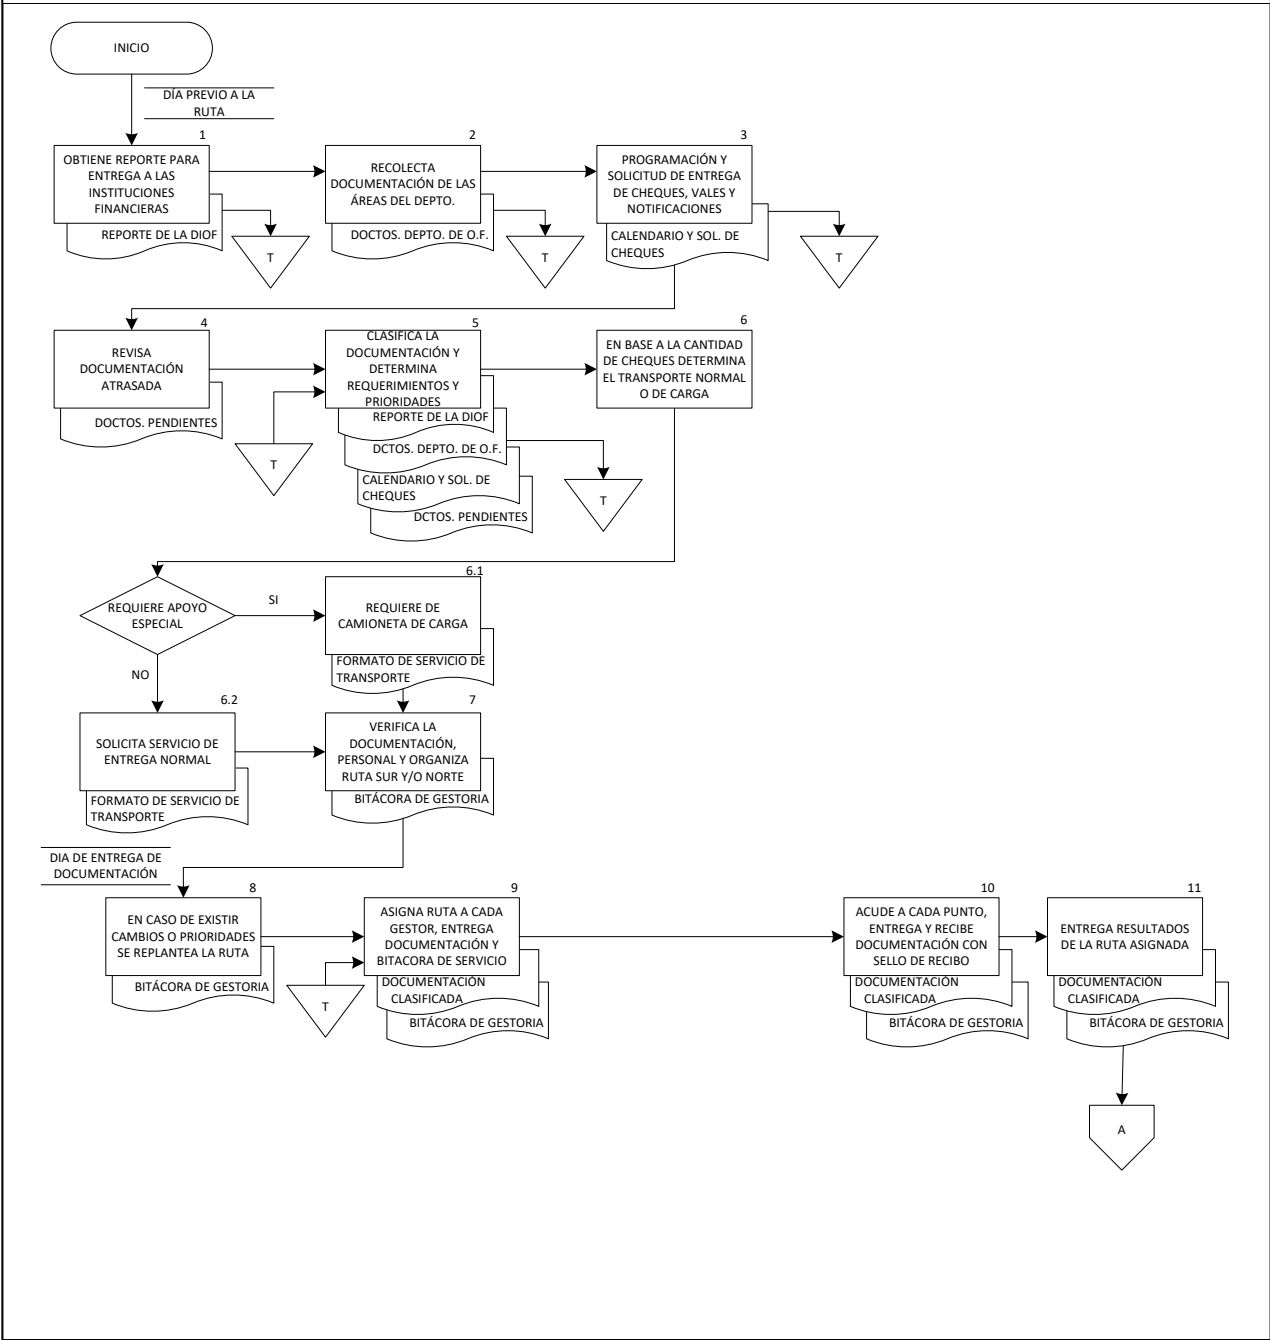 INICIO
DÍA PREVIO A LA
RUTA
1
OBTIENE REPORTE PARA
ENTREGA A LAS
INSTITUCIONES
FINANCIERAS
REPORTE DE LA DIOF
T
2
RECOLECTA
DOCUMENTACIÓN DE LAS
ÁREAS DEL DEPTO.
DOCTOS. DEPTO. DE O.F.
T
3
PROGRAMACIÓN Y
SOLICITUD DE ENTREGA
DE CHEQUES, VALES Y
NOTIFICACIONES
CALENDARIO Y SOL. DE
CHEQUES
T
4
REVISA
DOCUMENTACIÓN
ATRASADA
DOCTOS. PENDIENTES
T
5
CLASIFICA LA
DOCUMENTACIÓN Y
DETERMINA
REQUERIMIENTOS Y
PRIORIDADES
REPORTE DE LA DIOF
DCTOS. DEPTO. DE O.F.
CALENDARIO Y SOL. DE
CHEQUES
DCTOS. PENDIENTES
T
6
EN BASE A LA CANTIDAD
DE CHEQUES DETERMINA
EL TRANSPORTE NORMAL
O DE CARGA
REQUIERE APOYO
ESPECIAL
SI
NO
6.1
REQUIERE DE
CAMIONETA DE CARGA
FORMATO DE SERVICIO DE
TRANSPORTE
6.2
SOLICITA SERVICIO DE
ENTREGA NORMAL
FORMATO DE SERVICIO DE
TRANSPORTE
7
VERIFICA LA
DOCUMENTACIÓN,
PERSONAL Y ORGANIZA
RUTA SUR Y/O NORTE
BITÁCORA DE GESTORIA
DIA DE ENTREGA DE
DOCUMENTACIÓN
8
EN CASO DE EXISTIR
CAMBIOS O PRIORIDADES
SE REPLANTEA LA RUTA
BITÁCORA DE GESTORIA
T
9
ASIGNA RUTA A CADA
GESTOR, ENTREGA
DOCUMENTACIÓN Y
BITACORA DE SERVICIO
DOCUMENTACIÓN
CLASIFICADA
BITÁCORA DE GESTORIA
10
ACUDE A CADA PUNTO,
ENTREGA Y RECIBE
DOCUMENTACIÓN CON
SELLO DE RECIBO
DOCUMENTACIÓN
CLASIFICADA
BITÁCORA DE GESTORIA
11
ENTREGA RESULTADOS
DE LA RUTA ASIGNADA
DOCUMENTACIÓN
CLASIFICADA
BITÁCORA DE GESTORIA
A